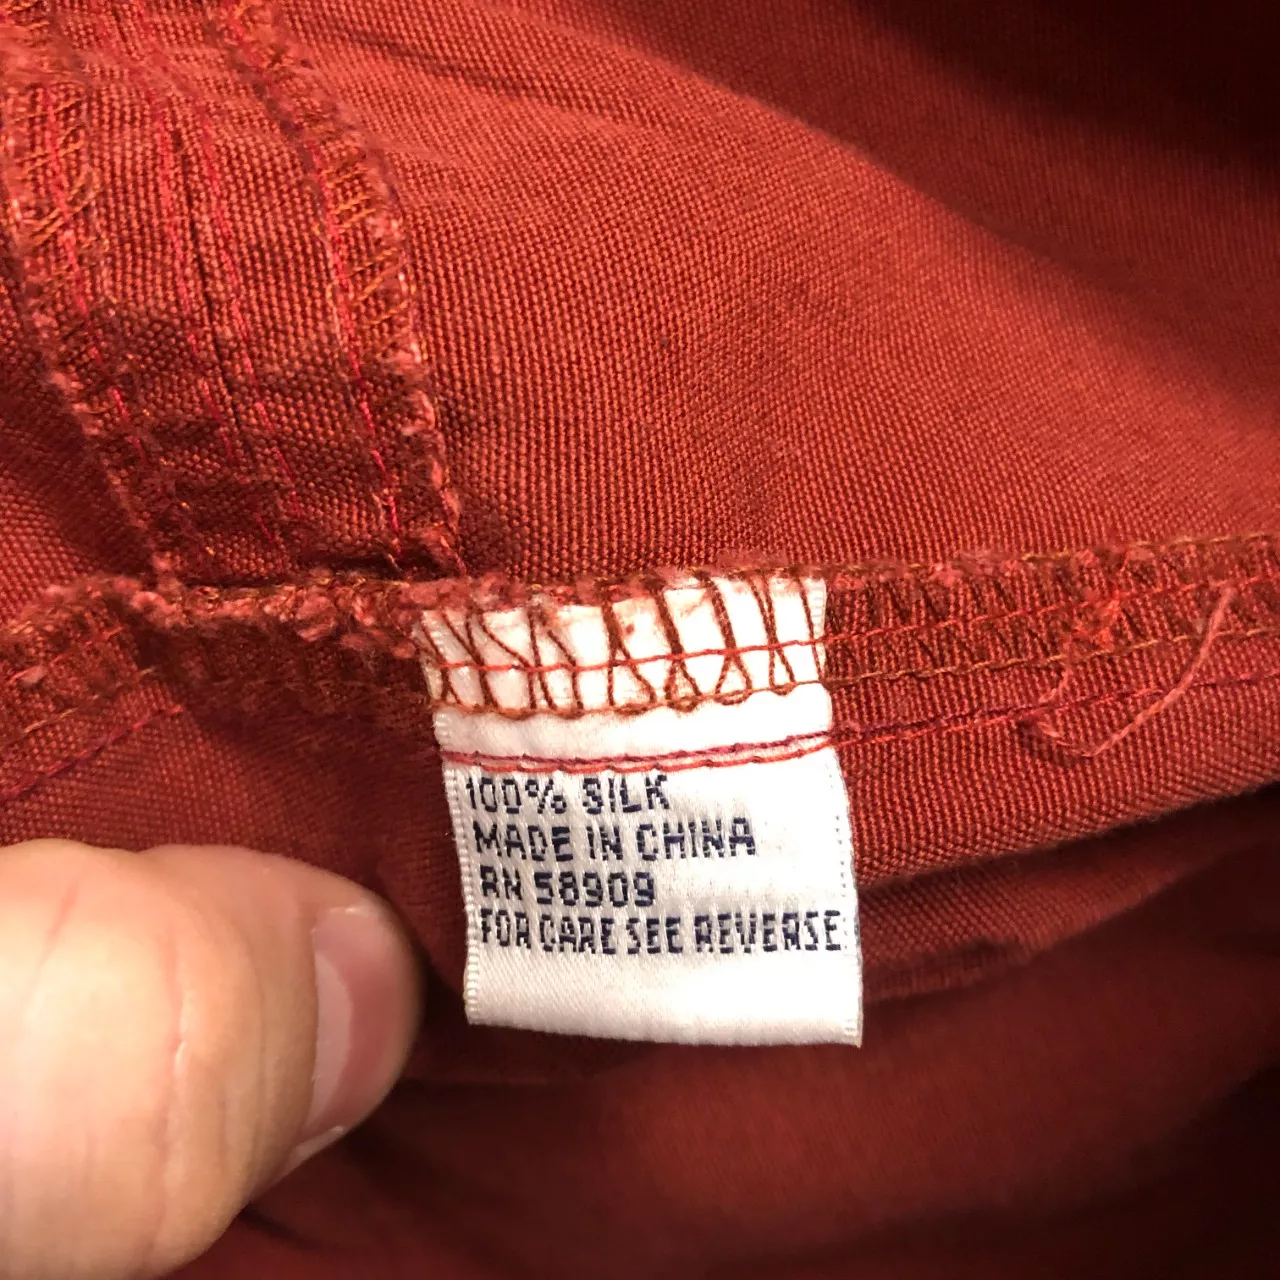 100% SILK
MADE IN CHINA
RN 58909
FOR CARE SEE REVERSE